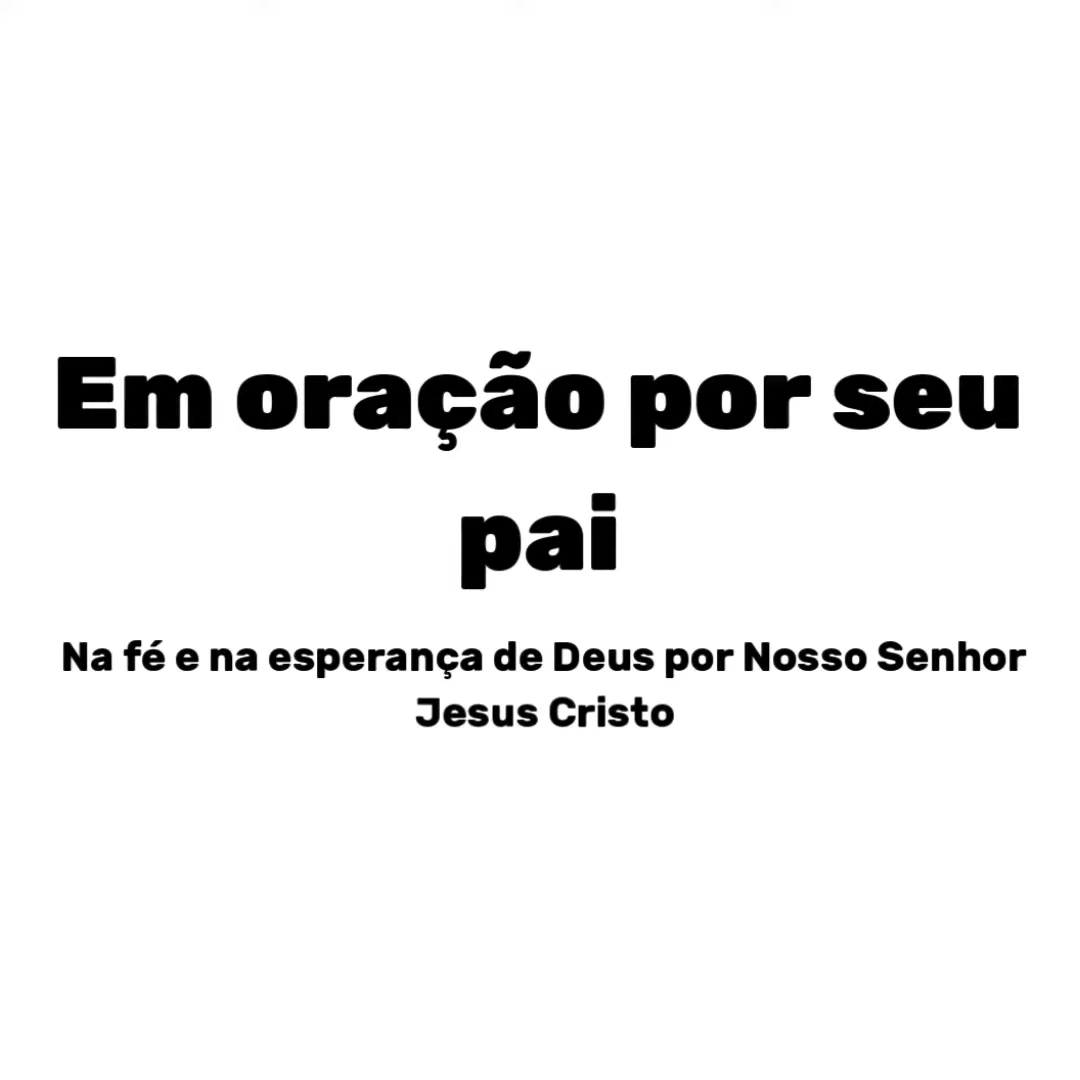 Em oração por seu
pai
Na fé e na esperança de Deus por Nosso Senhor
Jesus Cristo